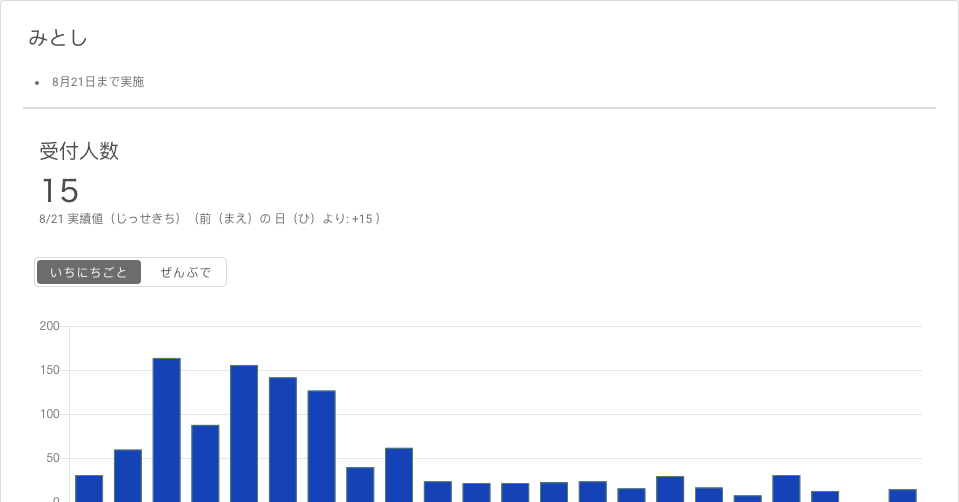 みとし
• 8月21日まで実施
受付人数
15
8/21 実績値（じっせきち）（前（まえ）の 日（ひ）より: +15 ）
いちにちごと ぜんぶで
200
150
100
50
0